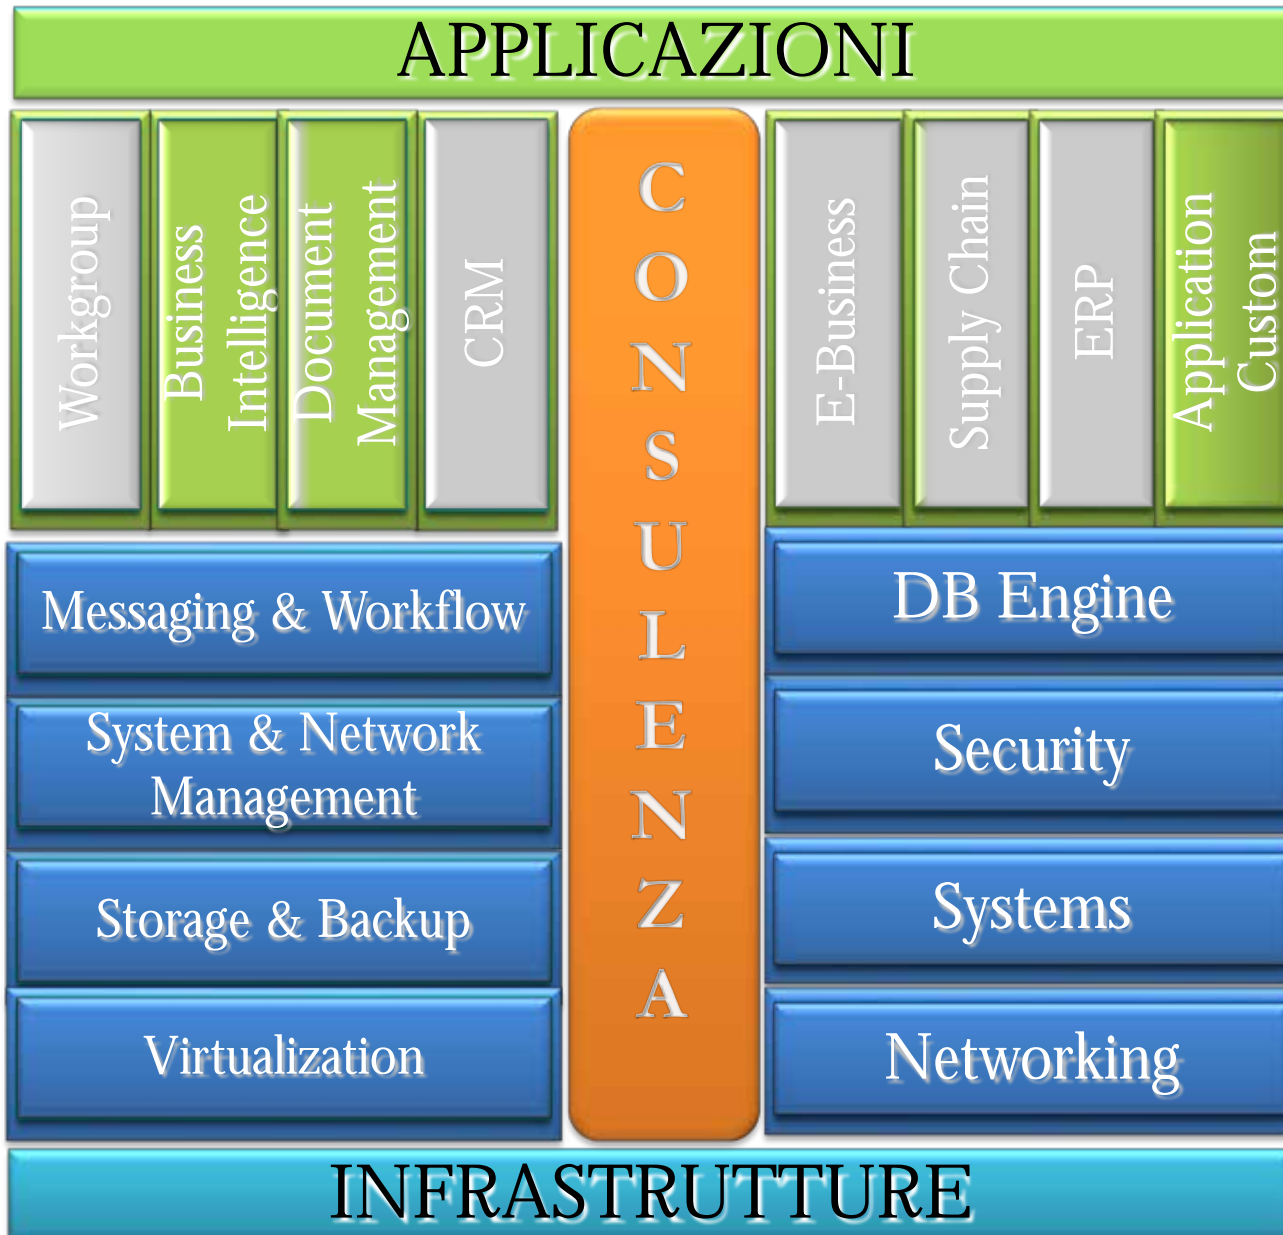 APPLICAZIONI
Workgroup
Business
Intelligence
Document
Management
CRM
C
O
N
S
U
L
E
N
Z
A
E-Business
Supply Chain
ERP
Application
Custom
Messaging & Workflow
System & Network
Management
Storage & Backup
Virtualization
DB Engine
Security
Systems
Networking
INFRASTRUTTURE